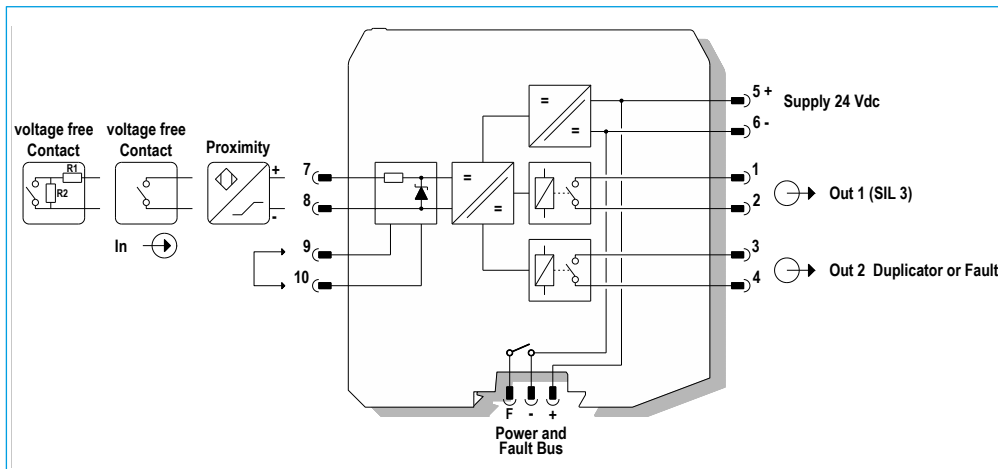 voltage free
Contact
R1
R2
voltage free
Contact
In
Proximity
+
-
7
8
9
10
=
=
=
=
5 +
Supply 24 Vdc
6 -
1
2
Out 1 (SIL 3)
3
4
Out 2 Duplicator or Fault
F - +
Power and
Fault Bus